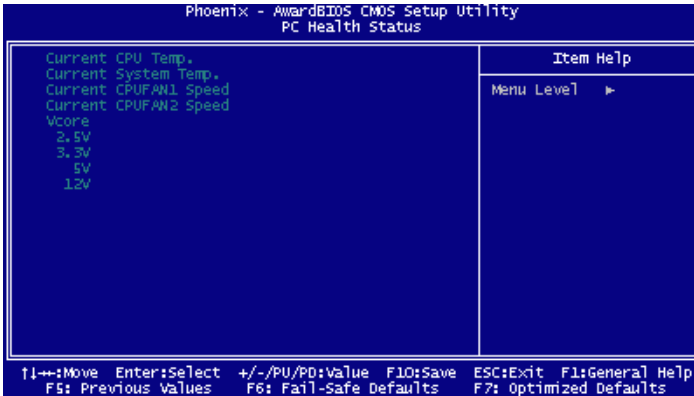 Phoenix - AwardBIOS CMOS Setup Utility
PC Health Status
Current CPU Temp.
Current System Temp.
Current CPUFAN1 Speed
Current CPUFAN2 Speed
Vcore
2.5V
3.3V
5V
12V
Item Help
Menu Level ►
↑↓→←:Move Enter:Select +/-/PU/PD:Value F10:Save ESC:Exit F1:General Help
F5: Previous Values F6: Fail-Safe Defaults F7: Optimized Defaults